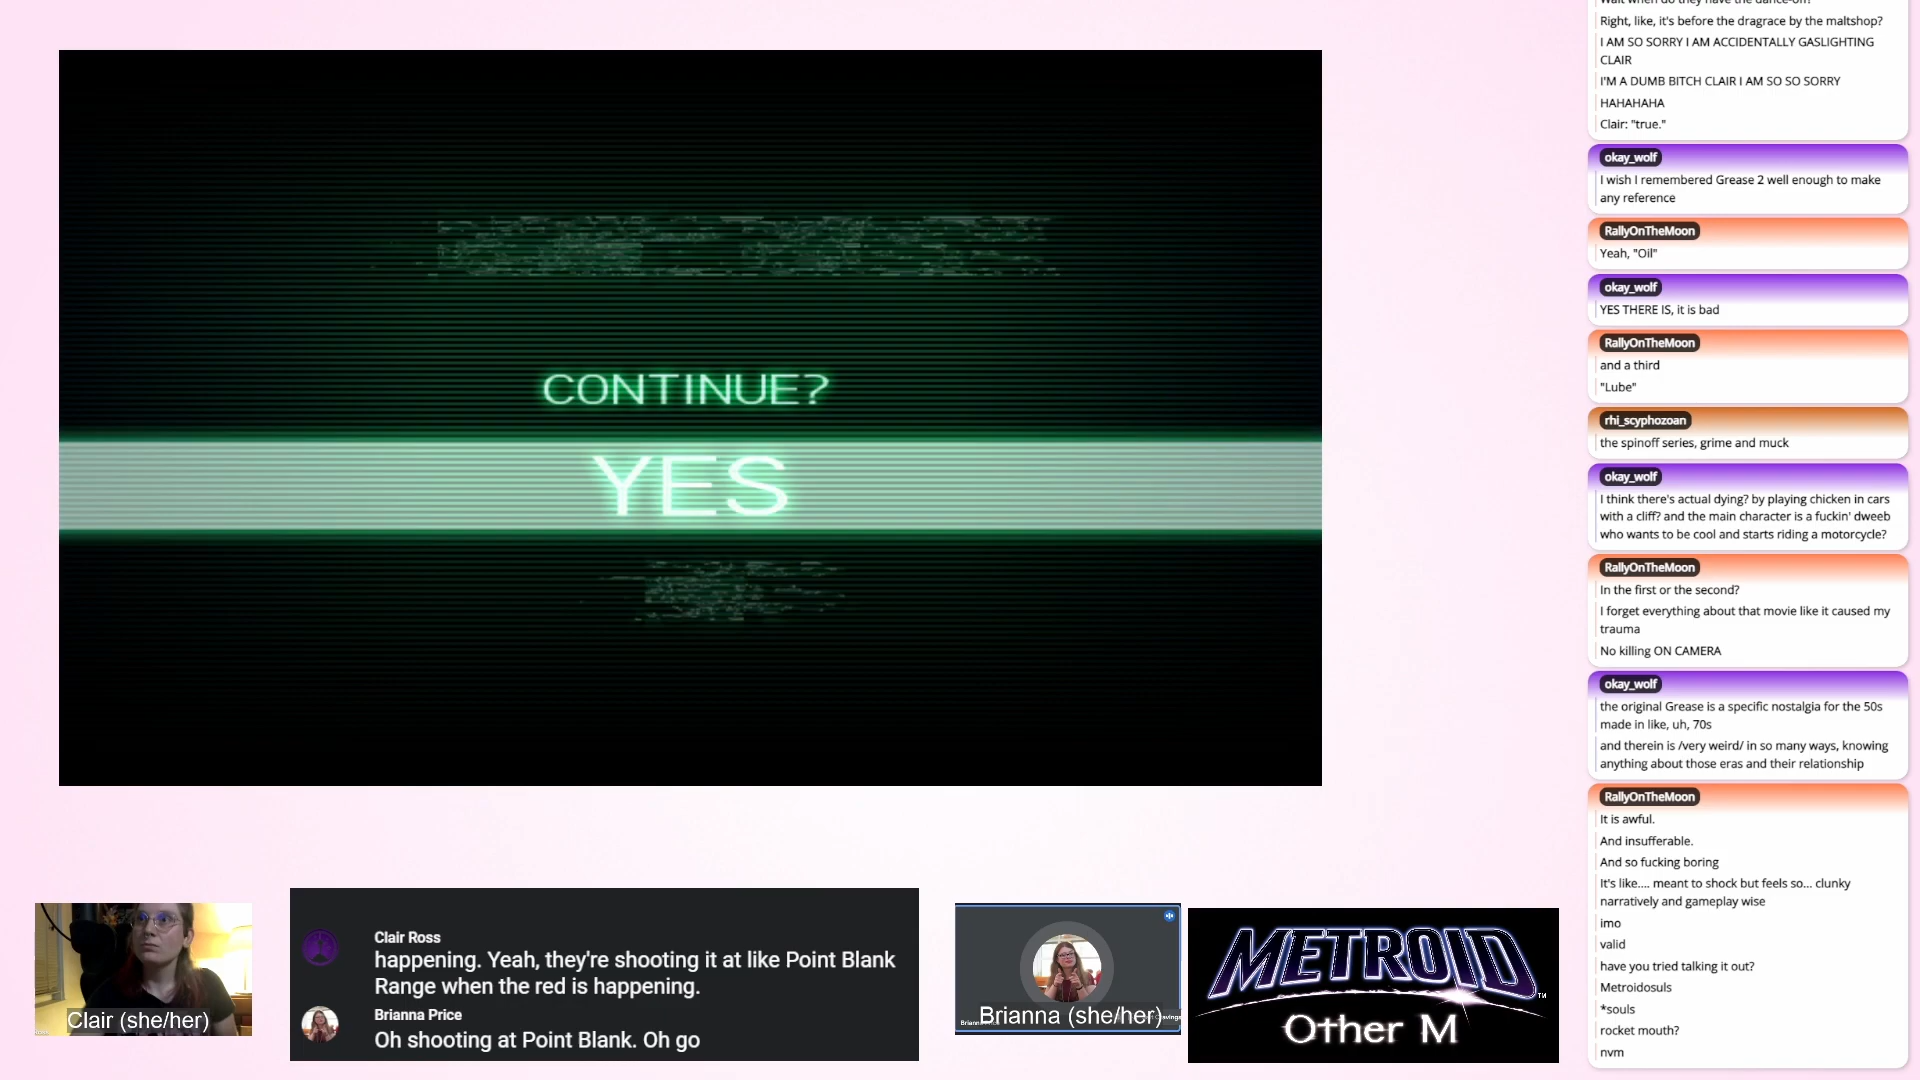 Wait when do they have the dance-off?
Right, like, it's before the dragrace by the maltshop?
I AM SO SORRY I AM ACCIDENTALLY GASLIGHTING
CLAIR
I'M A DUMB BITCH CLAIR I AM SO SO SORRY
HAHAHAHA
Clair: "true."
okay_wolf
I wish I remembered Grease 2 well enough to make
any reference
RallyOnTheMoon
Yeah, "Oil"
okay_wolf
YES THERE IS, it is bad
RallyOnTheMoon
and a third
"Lube"
rhi_scyphozoan
the spinoff series, grime and muck
okay_wolf
I think there's actual dying? by playing chicken in cars
with a cliff? and the main character is a fuckin' dweeb
who wants to be cool and starts riding a motorcycle?
RallyOnTheMoon
In the first or the second?
I forget everything about that movie like it caused my
trauma
No killing ON CAMERA
okay_wolf
the original Grease is a specific nostalgia for the 50s
made in like, uh, 70s
and therein is /very weird/ in so many ways, knowing
anything about those eras and their relationship
RallyOnTheMoon
It is awful.
And insufferable.
And so fucking boring
It's like.... meant to shock but feels so... clunky
narratively and gameplay wise
imo
valid
have you tried talking it out?
Metroidosuls
*souls
rocket mouth?
nvm
CONTINUE?
YES
Clair (she/her)
Clair Ross
happening. Yeah, they're shooting it at like Point Blank
Range when the red is happening.
Brianna Price
Oh shooting at Point Blank. Oh go
Brianna (she/her)
METROID
TM
Other M